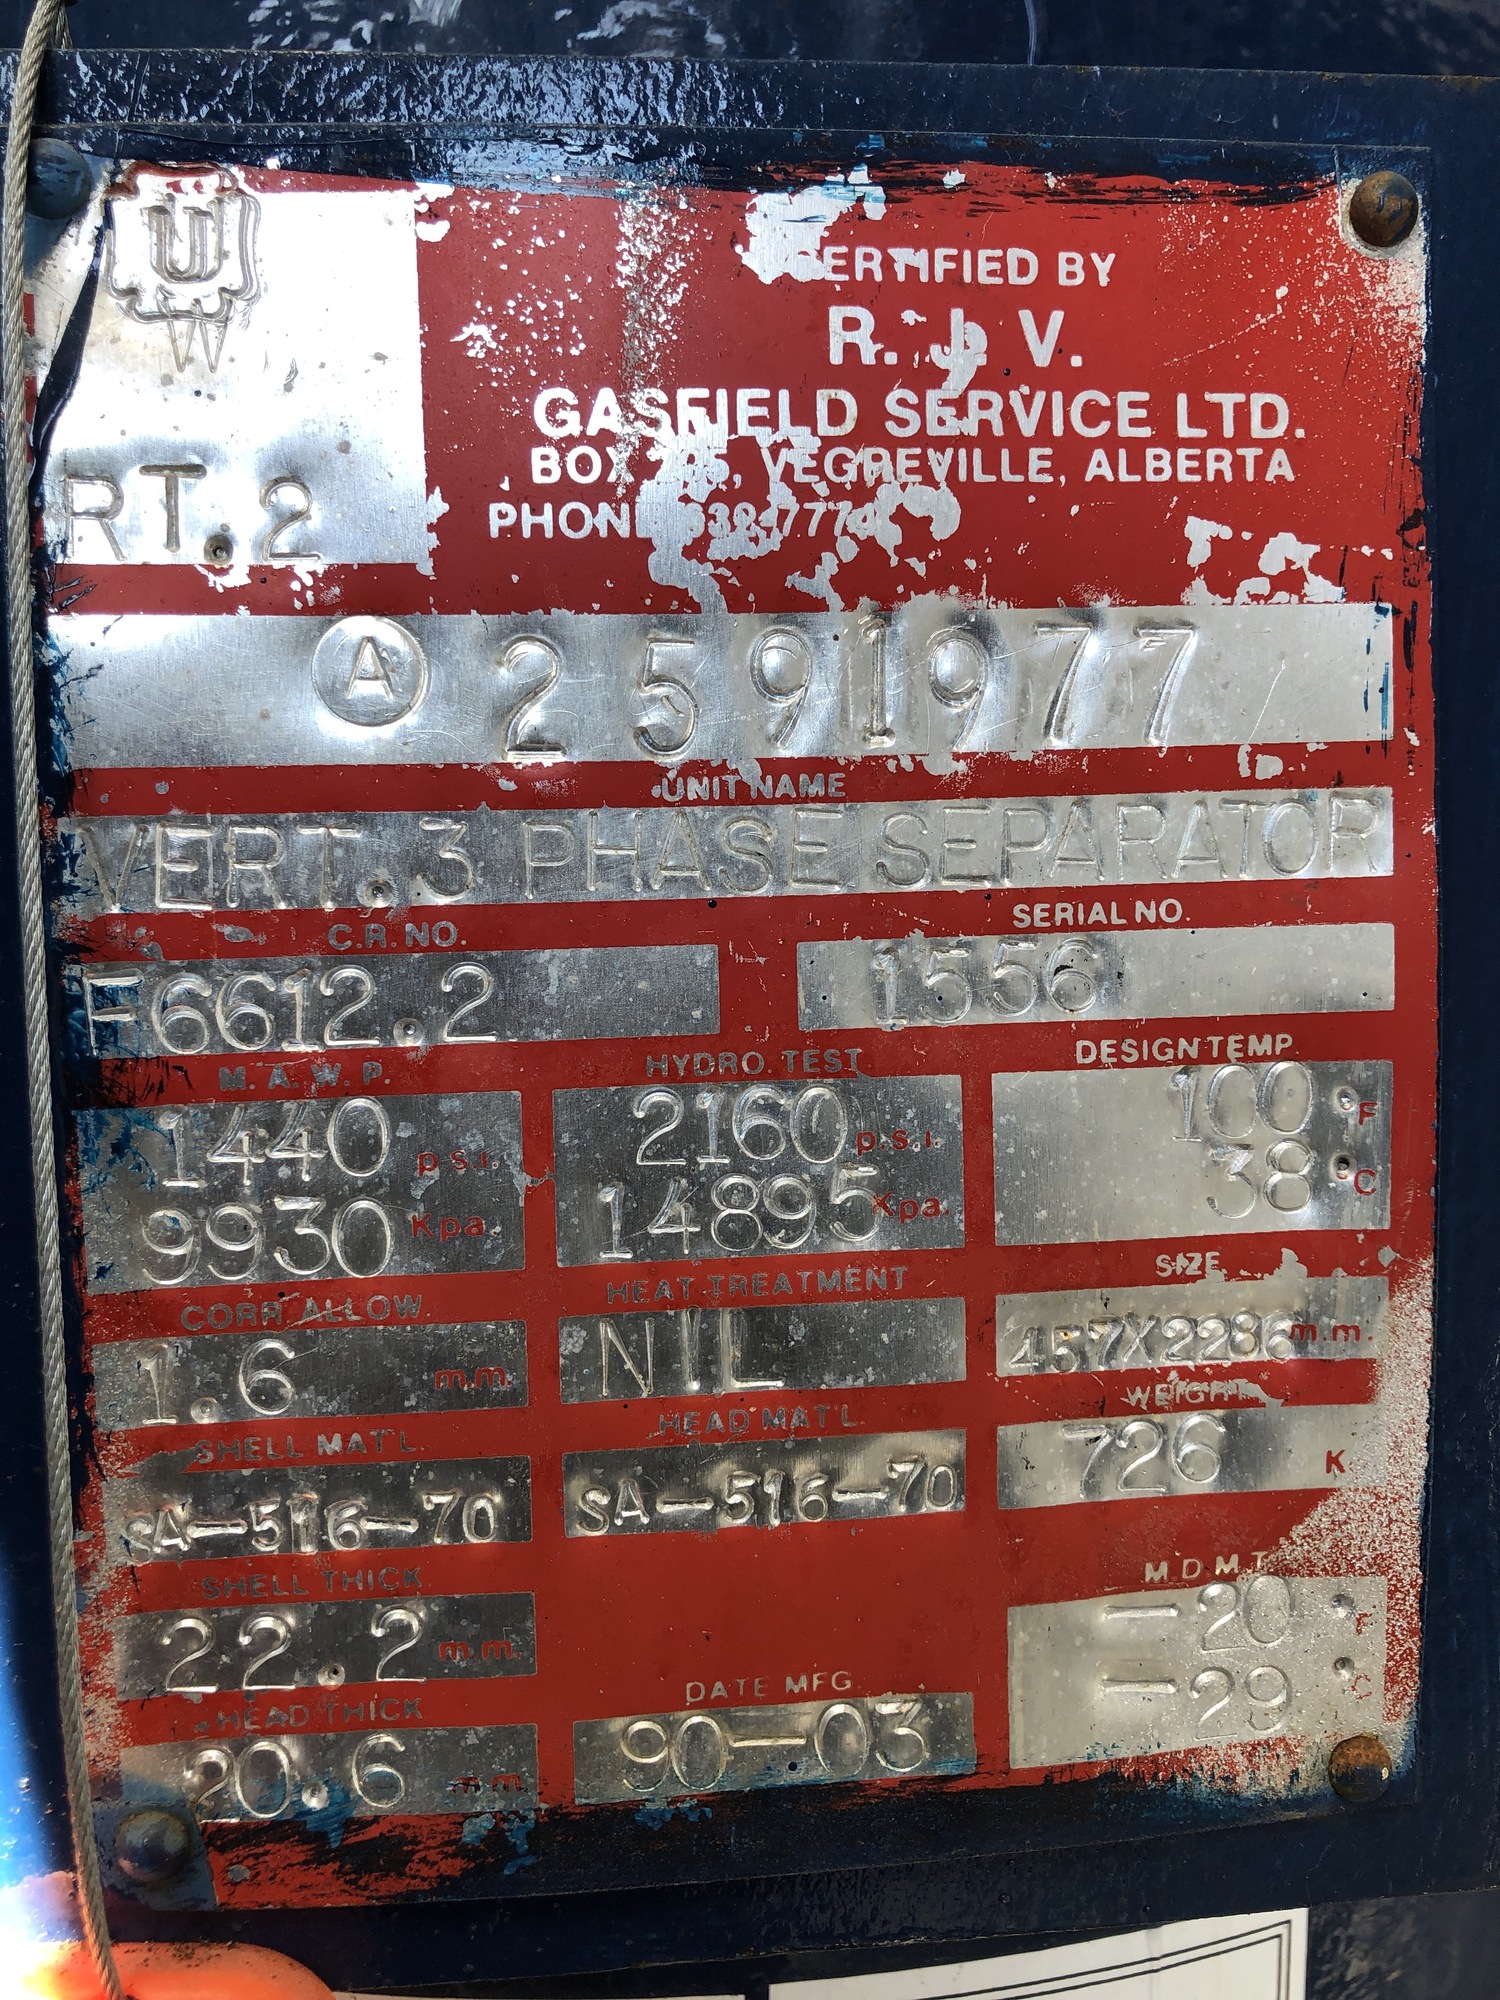 U
W
RT.2
CERTIFIED BY
R. J. V.
GASFIELD SERVICE LTD.
BOX VEGREVILLE, ALBERTA
PHONE
A 2591977
UNIT NAME
VERT. 3 PHASE SEPARATOR
C.R. NO.
F6612.2
SERIAL NO.
1556
M. A. W. P.
1440 p.s.i.
9930 Kpa.
HYDRO. TEST
2160 p.s.i.
14895 Kpa.
DESIGN TEMP.
100 °F
38 °C
CORR ALLOW.
1.6 m.m.
HEAT TREATMENT
NIL
SIZE
457X2286 m.m.
SHELL MAT'L.
SA-516-70
HEAD MAT'L.
SA-516-70
WEIGHT
726 K
SHELL THICK.
22.2 m.m.
M.D.M.T.
-20 °F
-29 °C
HEAD THICK
20.6 m.m.
DATE MFG.
90-03